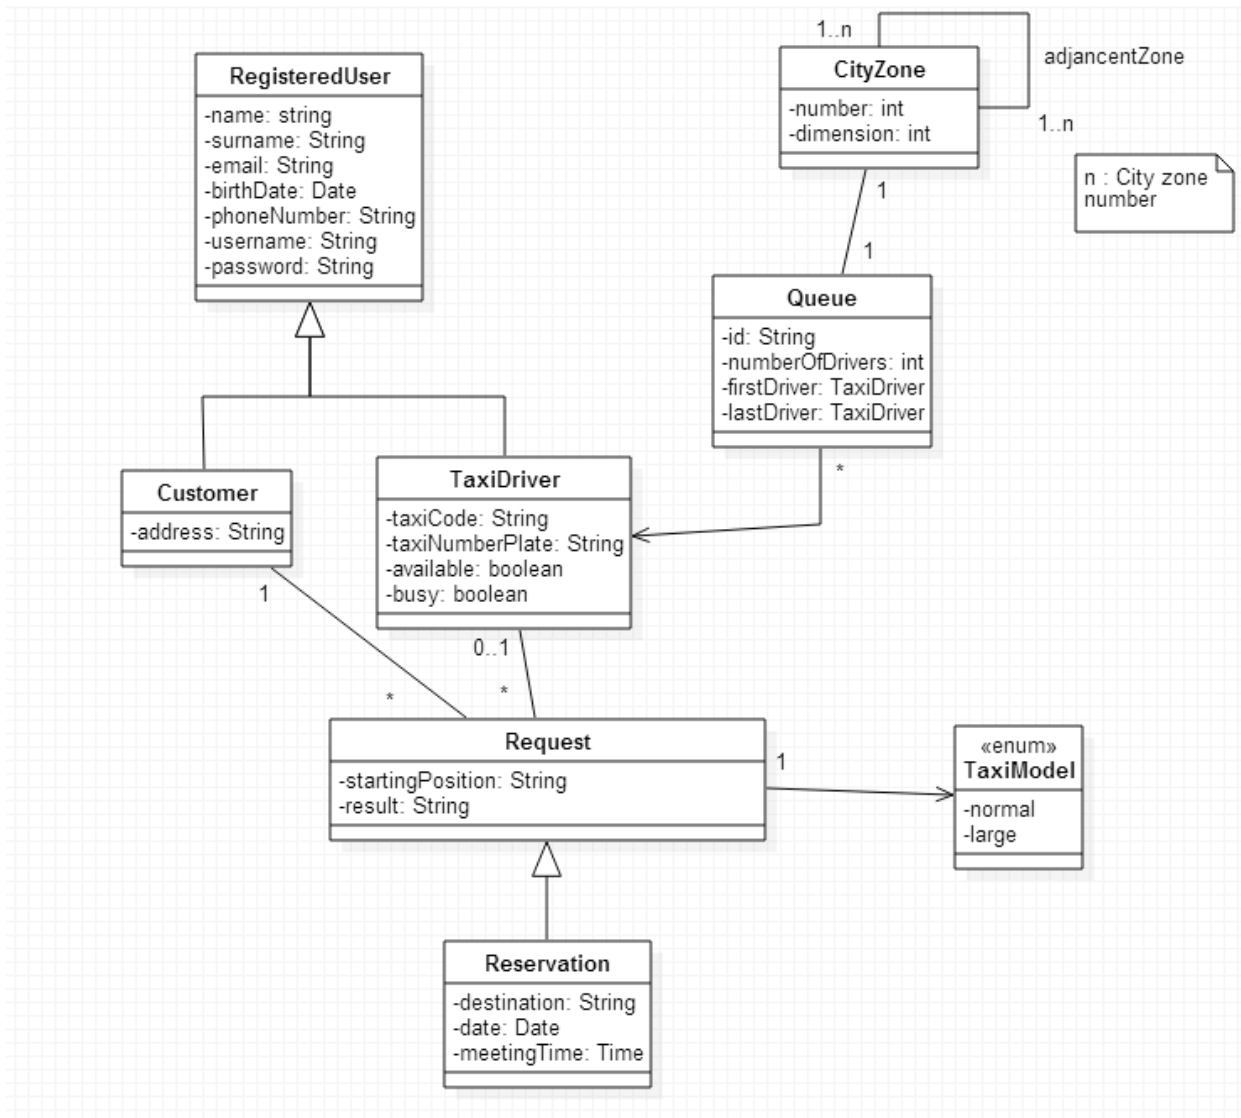 RegisteredUser
-name: string
-surname: String
-email: String
-birthDate: Date
-phoneNumber: String
-username: String
-password: String
1..n
CityZone
-number: int
-dimension: int
adjancentZone
1..n
n : City zone
number
1
1
Queue
-id: String
-numberOfDrivers: int
-firstDriver: TaxiDriver
-lastDriver: TaxiDriver
*
Customer
-address: String
1
TaxiDriver
-taxiCode: String
-taxiNumberPlate: String
-available: boolean
-busy: boolean
0..1
*
*
Request
-startingPosition: String
-result: String
1
«enum»
TaxiModel
-normal
-large
Reservation
-destination: String
-date: Date
-meetingTime: Time